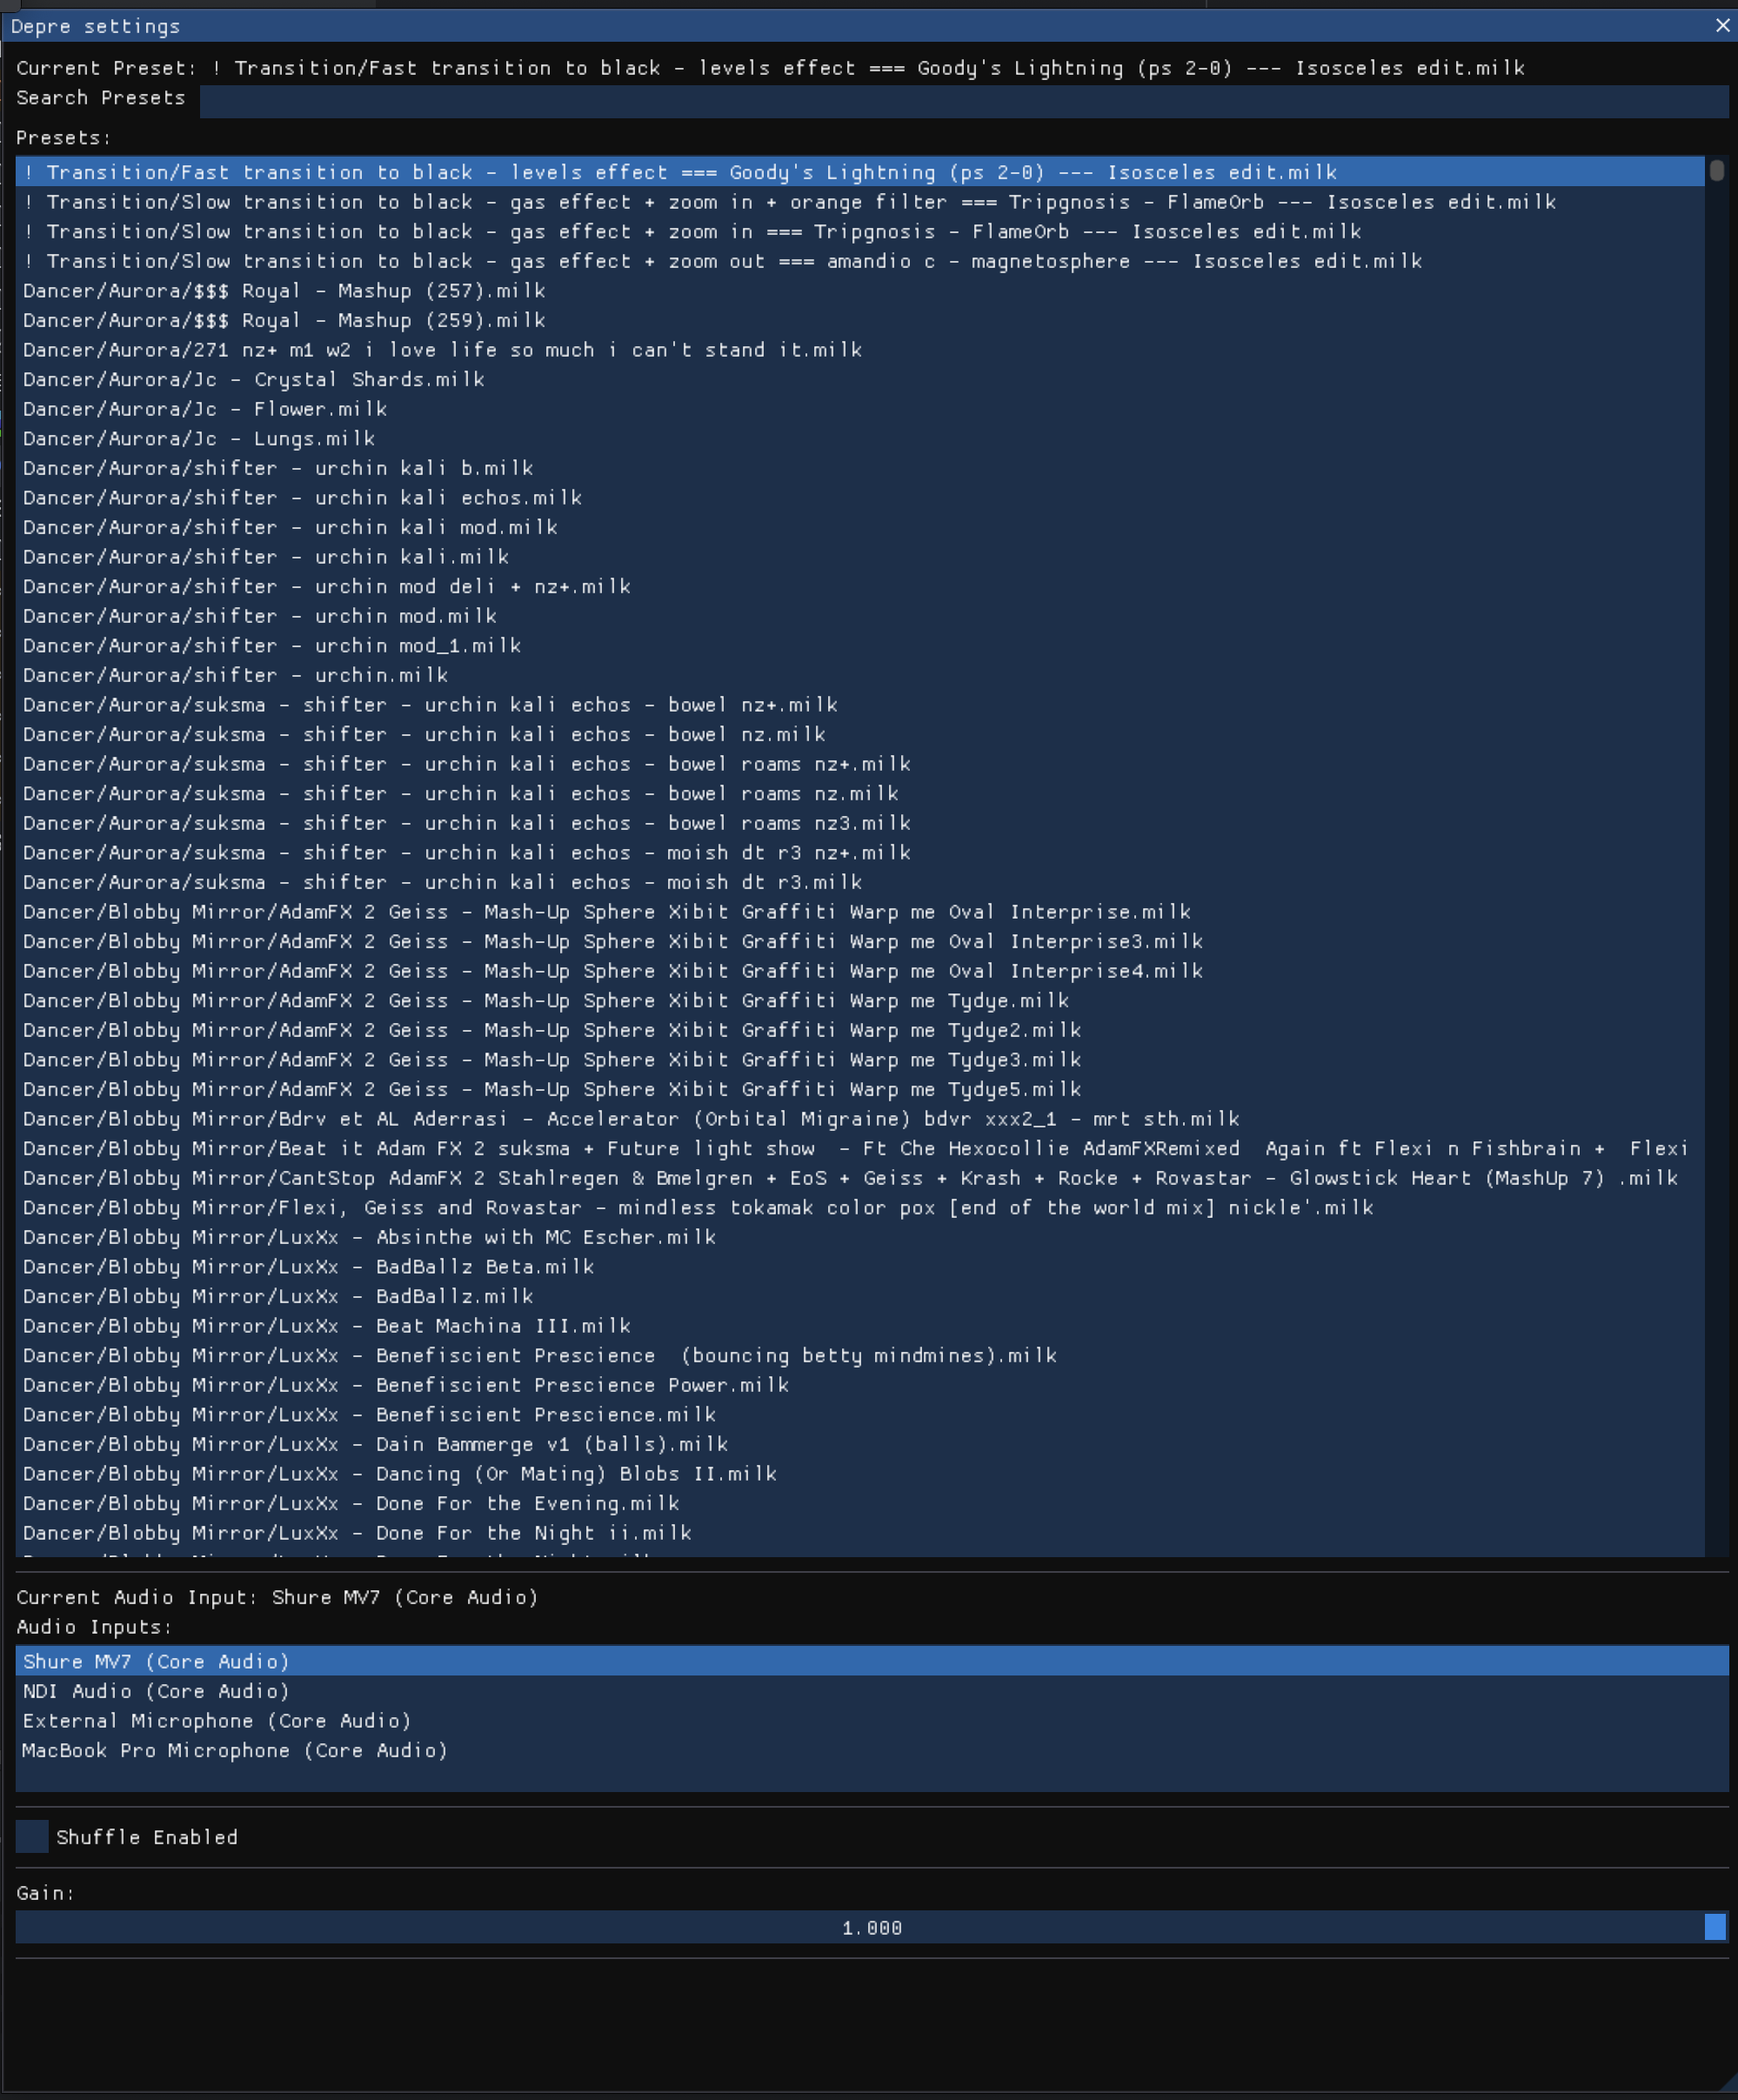 Depre settings
Current Preset: ! Transition/Fast transition to black - levels effect === Goody's Lightning (ps 2-0) --- Isosceles edit.milk
Search Presets
Presets:
! Transition/Fast transition to black - levels effect === Goody's Lightning (ps 2-0) --- Isosceles edit.milk
! Transition/Slow transition to black - gas effect + zoom in + orange filter === Tripgnosis - FlameOrb --- Isosceles edit.milk
! Transition/Slow transition to black - gas effect + zoom in === Tripgnosis - FlameOrb --- Isosceles edit.milk
! Transition/Slow transition to black - gas effect + zoom out === amandio c - magnetosphere --- Isosceles edit.milk
Dancer/Aurora/$$$ Royal - Mashup (257).milk
Dancer/Aurora/$$$ Royal - Mashup (259).milk
Dancer/Aurora/271 nz+ m1 w2 i love life so much i can't stand it.milk
Dancer/Aurora/Jc - Crystal Shards.milk
Dancer/Aurora/Jc - Flower.milk
Dancer/Aurora/Jc - Lungs.milk
Dancer/Aurora/shifter - urchin kali b.milk
Dancer/Aurora/shifter - urchin kali echos.milk
Dancer/Aurora/shifter - urchin kali mod.milk
Dancer/Aurora/shifter - urchin kali.milk
Dancer/Aurora/shifter - urchin mod deli + nz+.milk
Dancer/Aurora/shifter - urchin mod.milk
Dancer/Aurora/shifter - urchin mod_1.milk
Dancer/Aurora/shifter - urchin.milk
Dancer/Aurora/suksma - shifter - urchin kali echos - bowel nz+.milk
Dancer/Aurora/suksma - shifter - urchin kali echos - bowel nz.milk
Dancer/Aurora/suksma - shifter - urchin kali echos - bowel roams nz+.milk
Dancer/Aurora/suksma - shifter - urchin kali echos - bowel roams nz.milk
Dancer/Aurora/suksma - shifter - urchin kali echos - bowel roams nz3.milk
Dancer/Aurora/suksma - shifter - urchin kali echos - moish dt r3 nz+.milk
Dancer/Aurora/suksma - shifter - urchin kali echos - moish dt r3.milk
Dancer/Blobby Mirror/AdamFX 2 Geiss - Mash-Up Sphere Xibit Graffiti Warp me Oval Interprise.milk
Dancer/Blobby Mirror/AdamFX 2 Geiss - Mash-Up Sphere Xibit Graffiti Warp me Oval Interprise3.milk
Dancer/Blobby Mirror/AdamFX 2 Geiss - Mash-Up Sphere Xibit Graffiti Warp me Oval Interprise4.milk
Dancer/Blobby Mirror/AdamFX 2 Geiss - Mash-Up Sphere Xibit Graffiti Warp me Tydye.milk
Dancer/Blobby Mirror/AdamFX 2 Geiss - Mash-Up Sphere Xibit Graffiti Warp me Tydye2.milk
Dancer/Blobby Mirror/AdamFX 2 Geiss - Mash-Up Sphere Xibit Graffiti Warp me Tydye3.milk
Dancer/Blobby Mirror/AdamFX 2 Geiss - Mash-Up Sphere Xibit Graffiti Warp me Tydye5.milk
Dancer/Blobby Mirror/Bdrv et AL Aderrasi - Accelerator (Orbital Migraine) bdvr xxx2_1 - mrt sth.milk
Dancer/Blobby Mirror/Beat it Adam FX 2 suksma + Future light show  - Ft Che Hexocollie AdamFXRemixed  Again ft Flexi n Fishbrain +  Flexi
Dancer/Blobby Mirror/CantStop AdamFX 2 Stahlregen & Bmelgren + EoS + Geiss + Krash + Rocke + Rovastar - Glowstick Heart (MashUp 7) .milk
Dancer/Blobby Mirror/Flexi, Geiss and Rovastar - mindless tokamak color pox [end of the world mix] nickle'.milk
Dancer/Blobby Mirror/LuxXx - Absinthe with MC Escher.milk
Dancer/Blobby Mirror/LuxXx - BadBallz Beta.milk
Dancer/Blobby Mirror/LuxXx - BadBallz.milk
Dancer/Blobby Mirror/LuxXx - Beat Machina III.milk
Dancer/Blobby Mirror/LuxXx - Benefiscient Prescience  (bouncing betty mindmines).milk
Dancer/Blobby Mirror/LuxXx - Benefiscient Prescience Power.milk
Dancer/Blobby Mirror/LuxXx - Benefiscient Prescience.milk
Dancer/Blobby Mirror/LuxXx - Dain Bammerge v1 (balls).milk
Dancer/Blobby Mirror/LuxXx - Dancing (Or Mating) Blobs II.milk
Dancer/Blobby Mirror/LuxXx - Done For the Evening.milk
Dancer/Blobby Mirror/LuxXx - Done For the Night ii.milk
Current Audio Input: Shure MV7 (Core Audio)
Audio Inputs:
Shure MV7 (Core Audio)
NDI Audio (Core Audio)
External Microphone (Core Audio)
MacBook Pro Microphone (Core Audio)
Shuffle Enabled
Gain:
1.000